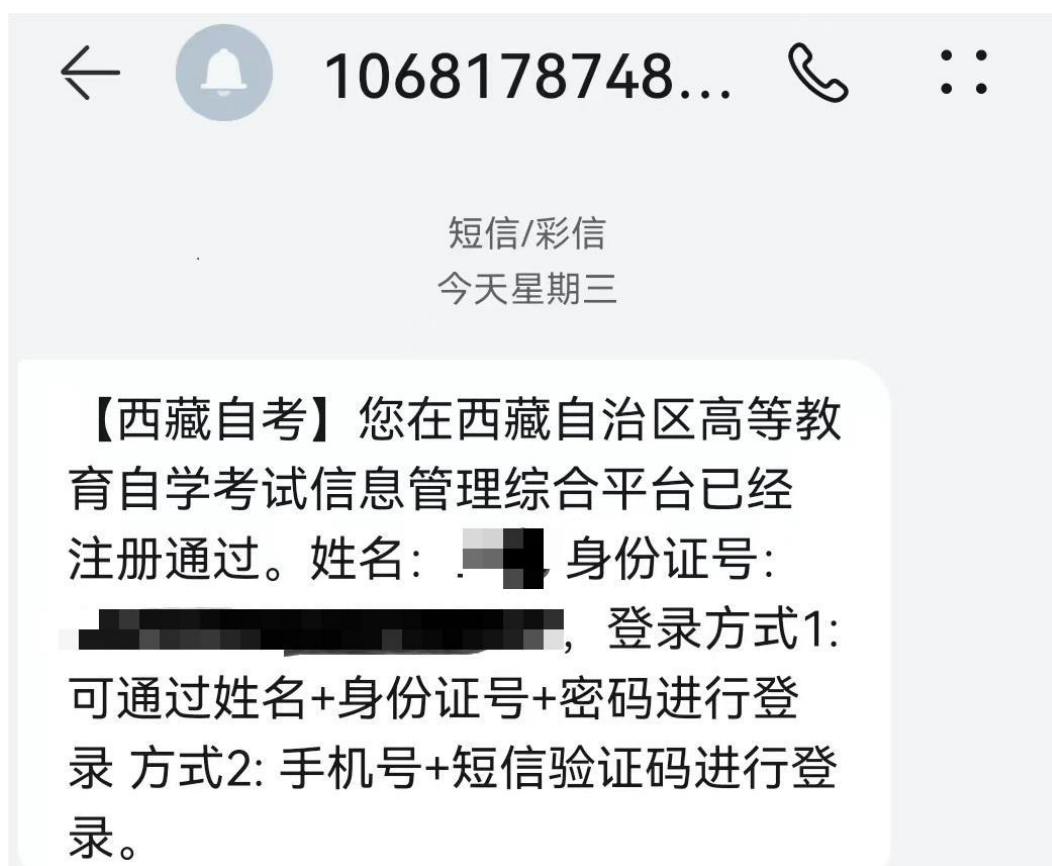 1068178748...
短信/彩信
今天星期三
【西藏自考】您在西藏自治区高等教
育自学考试信息管理综合平台已经
注册通过。姓名: 身份证号:
,登录方式1:
可通过姓名+身份证号+密码进行登
录 方式2: 手机号+短信验证码进行登
录。